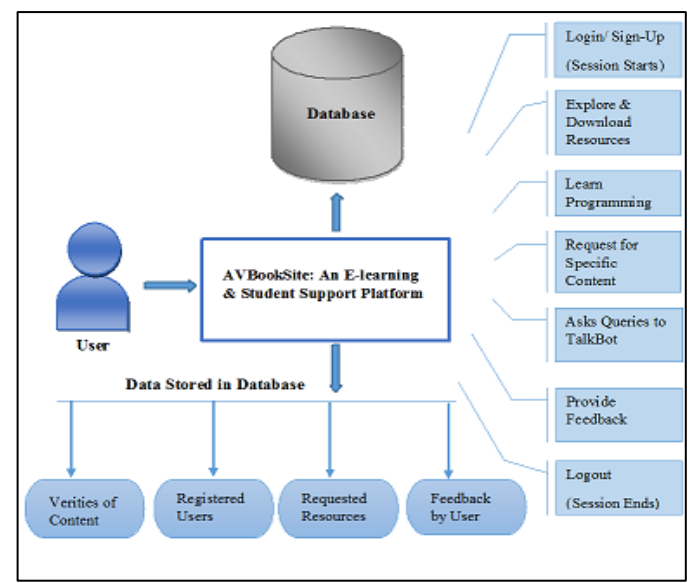 Database
AVBookSite: An E-learning
& Student Support Platform
User
Data Stored in Database
Verities of
Content
Registered
Users
Requested
Resources
Feedback
by User
Login/ Sign-Up
(Session Starts)
Explore &
Download
Resources
Learn
Programming
Request for
Specific
Content
Asks Queries to
TalkBot
Provide
Feedback
Logout
(Session Ends)